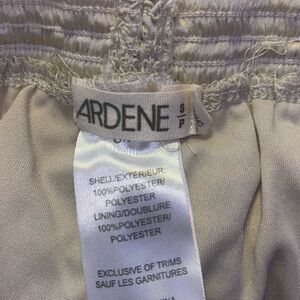 ARDENE
S
P
SHELL/EXTERIEUR:
100%POLYESTER/
POLYESTER
LINING/DOUBLURE
100%POLYESTER/
POLYESTER
EXCLUSIVE OF TRIMS
SAUF LES GARNITURES